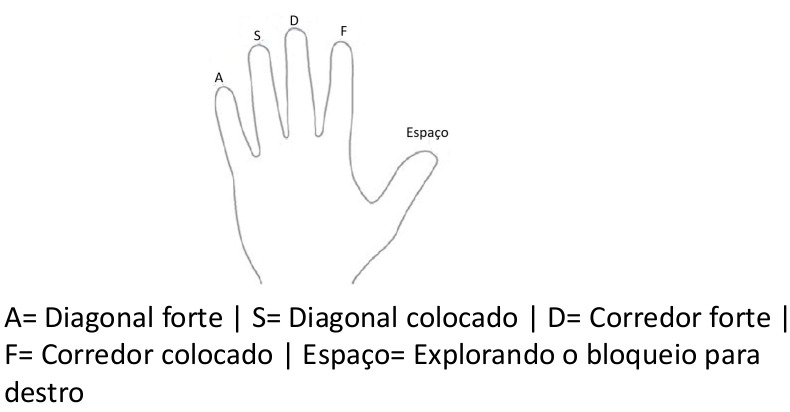 D
S
F
A
Espaço
A= Diagonal forte | S= Diagonal colocado | D= Corredor forte |
F= Corredor colocado | Espaço= Explorando o bloqueio para
destro